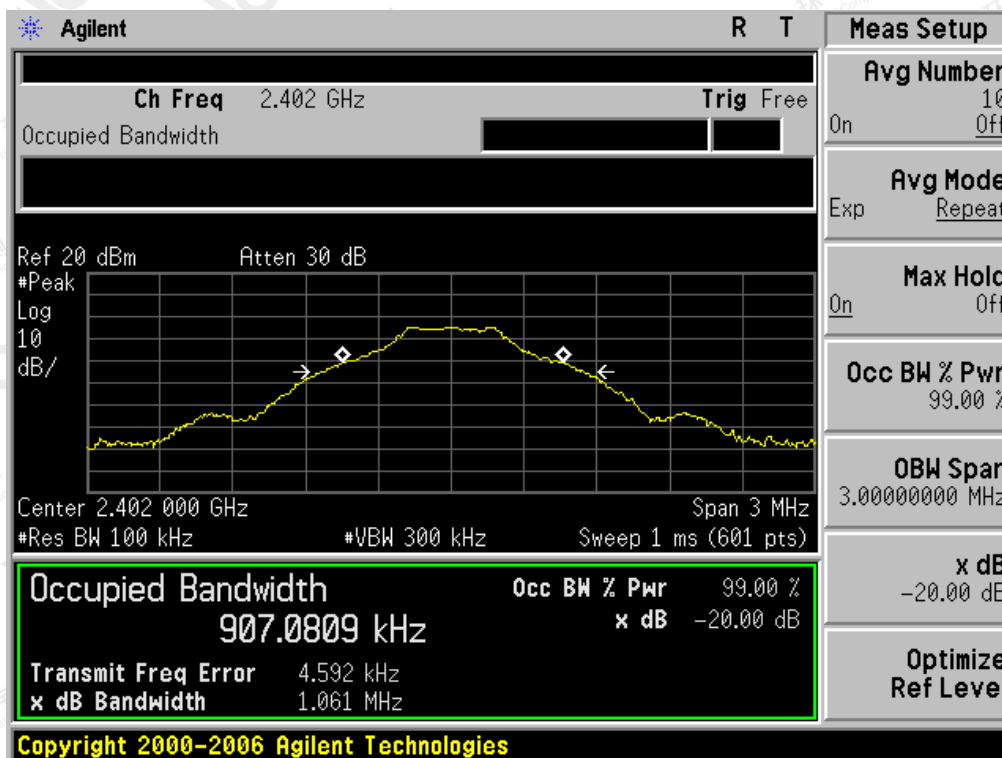 Agilent R T
Ch Freq 2.402 GHz Trig Free
Occupied Bandwidth
Ref 20 dBm Atten 30 dB
#Peak
Log
10
dB/
Center 2.402 000 GHz Span 3 MHz
#Res BW 100 kHz #VBW 300 kHz Sweep 1 ms (601 pts)
Occupied Bandwidth Occ BW % Pwr 99.00 %
907.0809 kHz x dB -20.00 dB
Transmit Freq Error 4.592 kHz
x dB Bandwidth 1.061 MHz
Copyright 2000-2006 Agilent Technologies
Meas Setup
Avg Number
10
On Off
Avg Mode
Exp Repeat
Max Hold
On Off
Occ BW % Pwr
99.00 %
OBW Span
3.00000000 MHz
x dB
-20.00 dB
Optimize
Ref Level